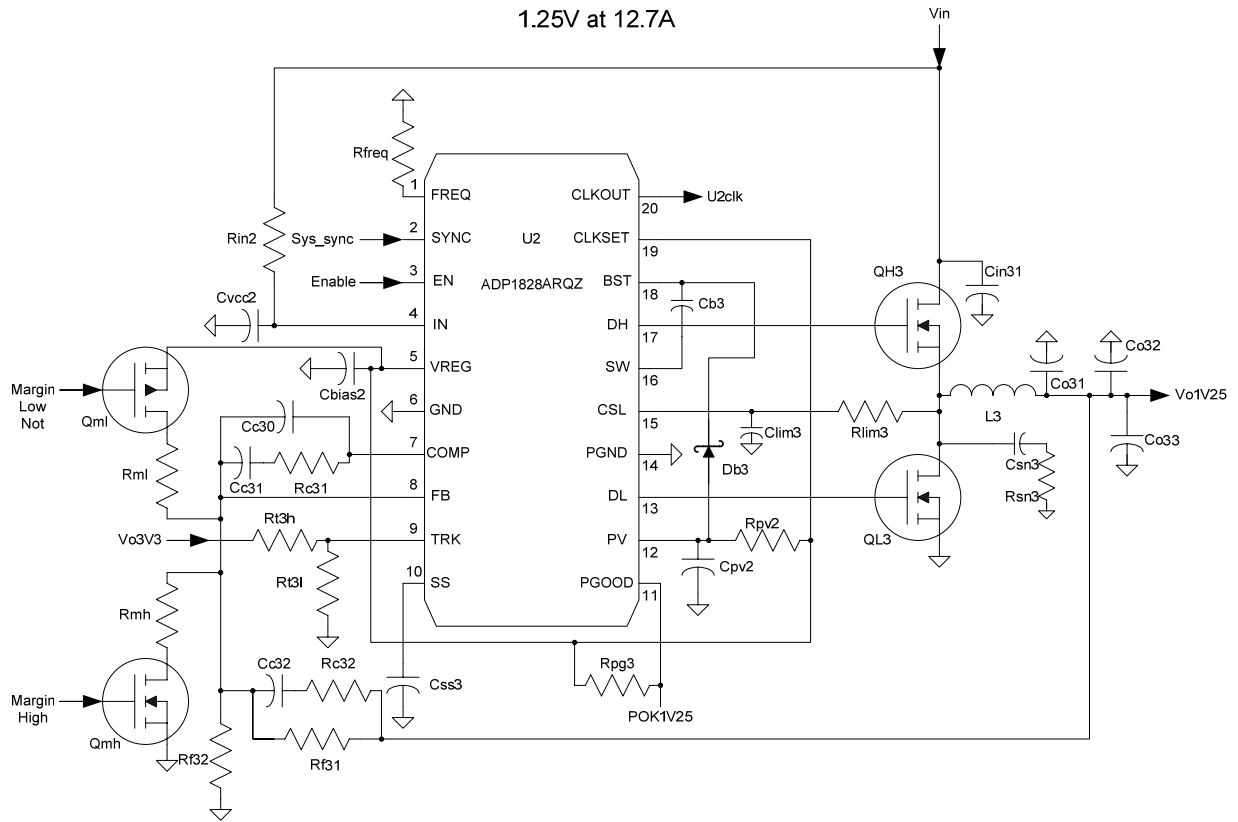 1.25V at 12.7A
Vin
Rfreq
1 FREQ
CLKOUT 20
U2clk
Rin2
Sys_sync
2 SYNC
U2
CLKSET 19
Enable
3 EN
ADP1828ARQZ
BST 18
QH3
Cin31
Cvcc2
Cb3
4 IN
DH 17
Cbias2
5 VREG
SW 16
Co31
Co32
Margin
Low
Not
Qml
6 GND
CSL 15
Clim3
Rlim3
L3
Vo1V25
Cc30
7 COMP
PGND 14
Db3
Csn3
Co33
Rml
Cc31
Rc31
8 FB
DL 13
Rsn3
Vo3V3
Rt3h
9 TRK
PV 12
Rpv2
QL3
Rt3l
10 SS
PGOOD 11
Cpv2
Rmh
Cc32
Rc32
Css3
Rpg3
Margin
High
Qmh
POK1V25
Rf32
Rf31